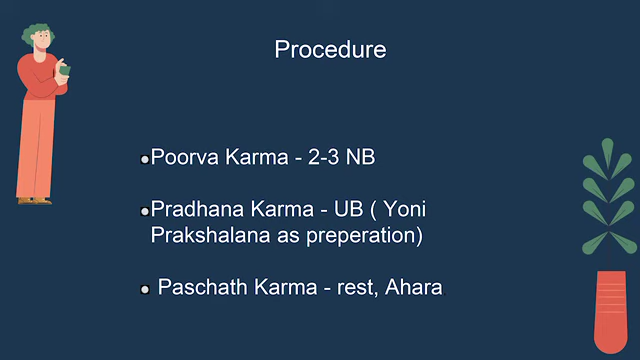 Procedure
●Poorva Karma - 2-3 NB
●Pradhana Karma - UB ( Yoni
Prakshalana as preperation)
● Paschath Karma - rest, Ahara